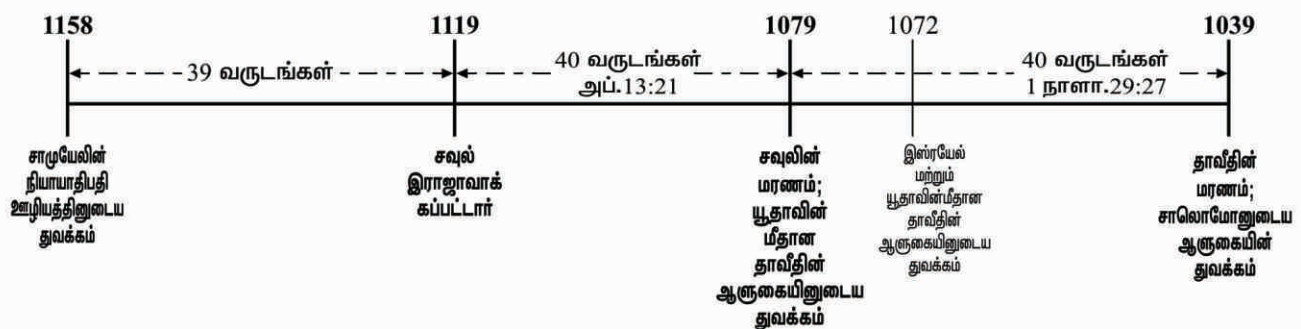 1158
1119
1079
1072
1039
39 வருடங்கள்
40 வருடங்கள்
அப்.13:21
40 வருடங்கள்
1 நாளா.29:27
சாமுயேலின்
நியாயாதிபதி
ஊழியத்தினுடைய
துவக்கம்
சவுல்
இராஜாவாக்
கப்பட்டார்
சவுலின்
மரணம்;
யூதாவின்
மீதான
தாவீதின்
ஆளுகையினுடைய
துவக்கம்
இஸ்ரயேல்
மற்றும்
யூதாவின்மீதான
தாவீதின்
ஆளுகையினுடைய
துவக்கம்
தாவீதின்
மரணம்;
சாலொமோனுடைய
ஆளுகையின்
துவக்கம்